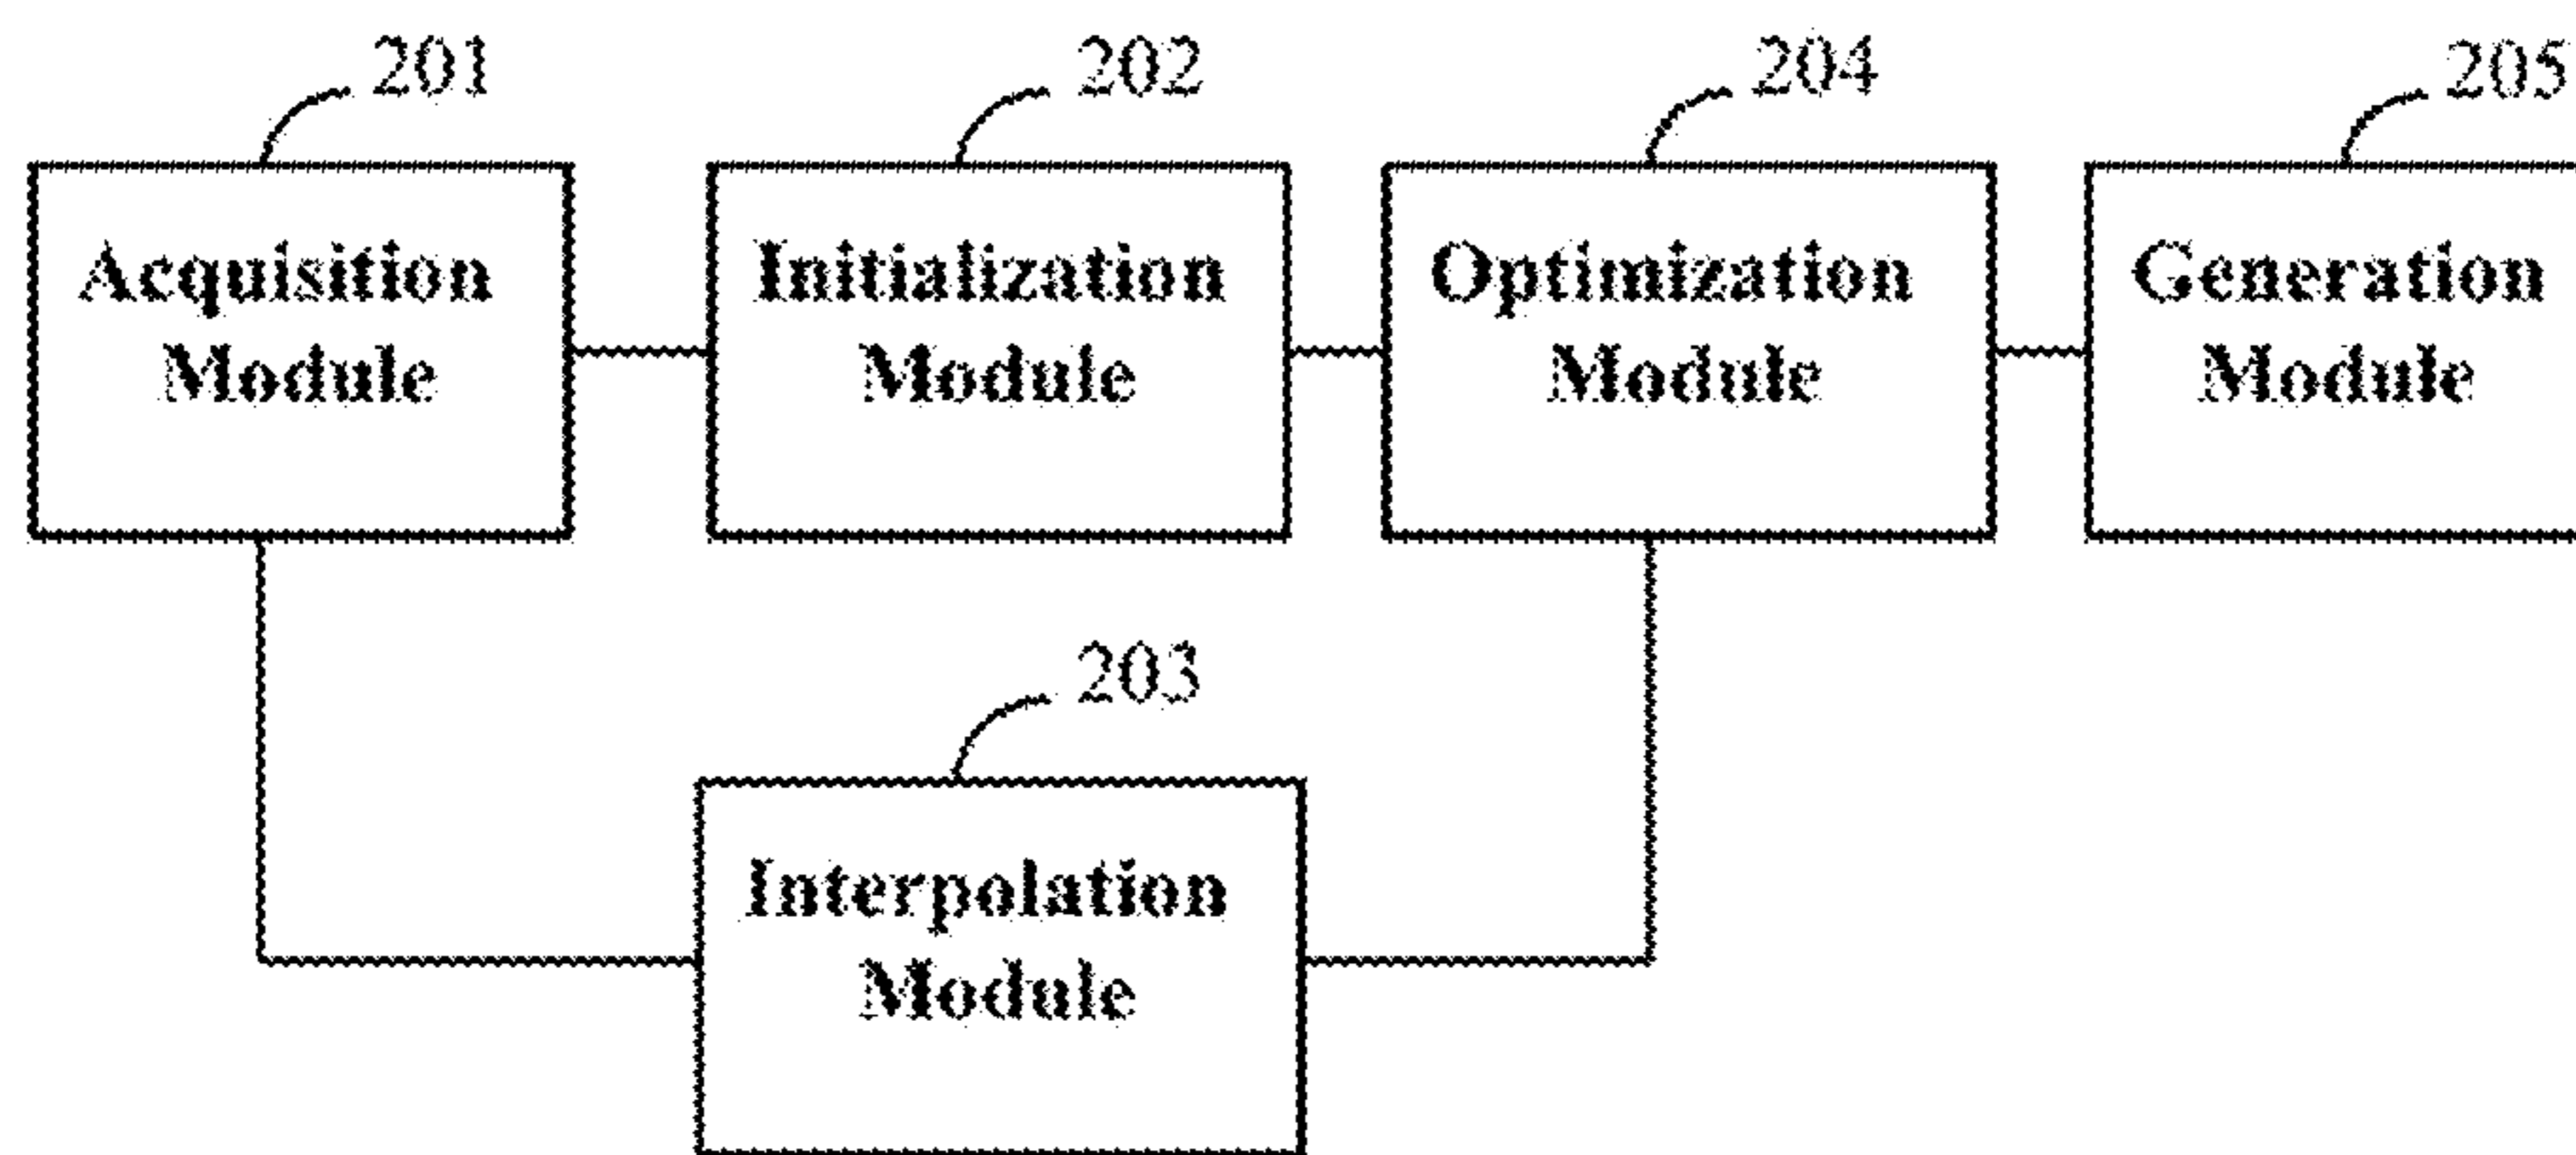 201
202
204
205
Acquisition
Module
Initialization
Module
Optimization
Module
Generation
Module
203
Interpolation
Module